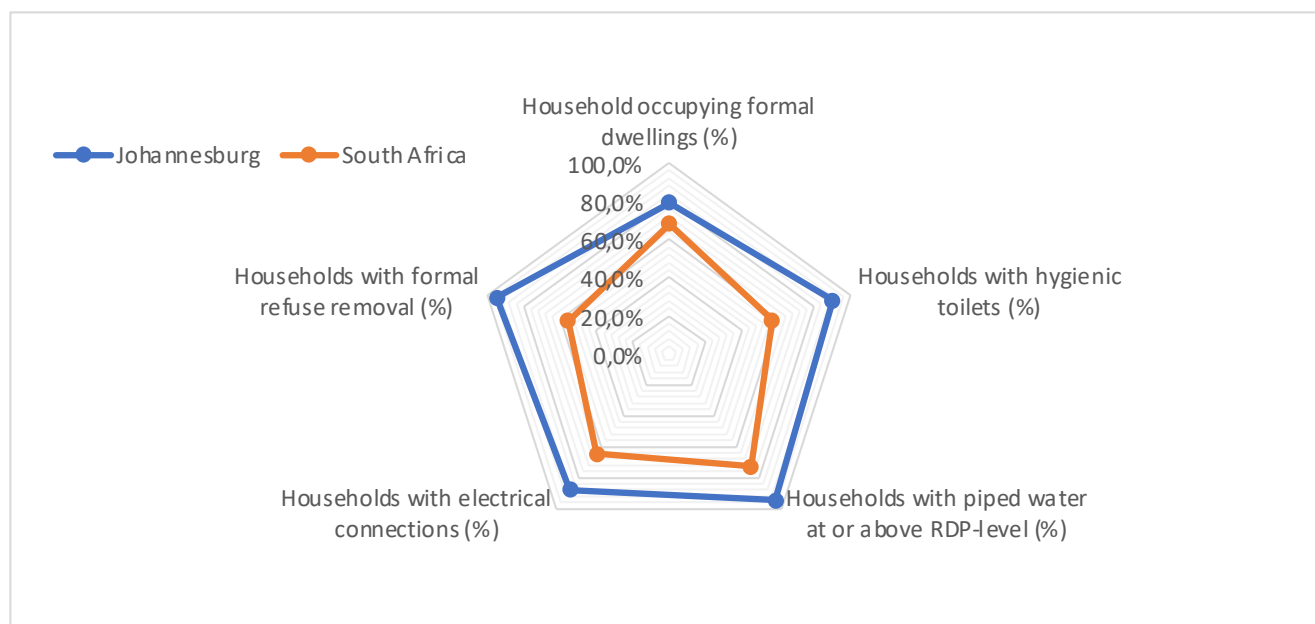 Household occupying formal
dwellings (%)
Johannesburg
South Africa
100,0%
80,0%
60,0%
40,0%
20,0%
0,0%
Households with formal
refuse removal (%)
Households with hygienic
toilets (%)
Households with electrical
connections (%)
Households with piped water
at or above RDP-level (%)